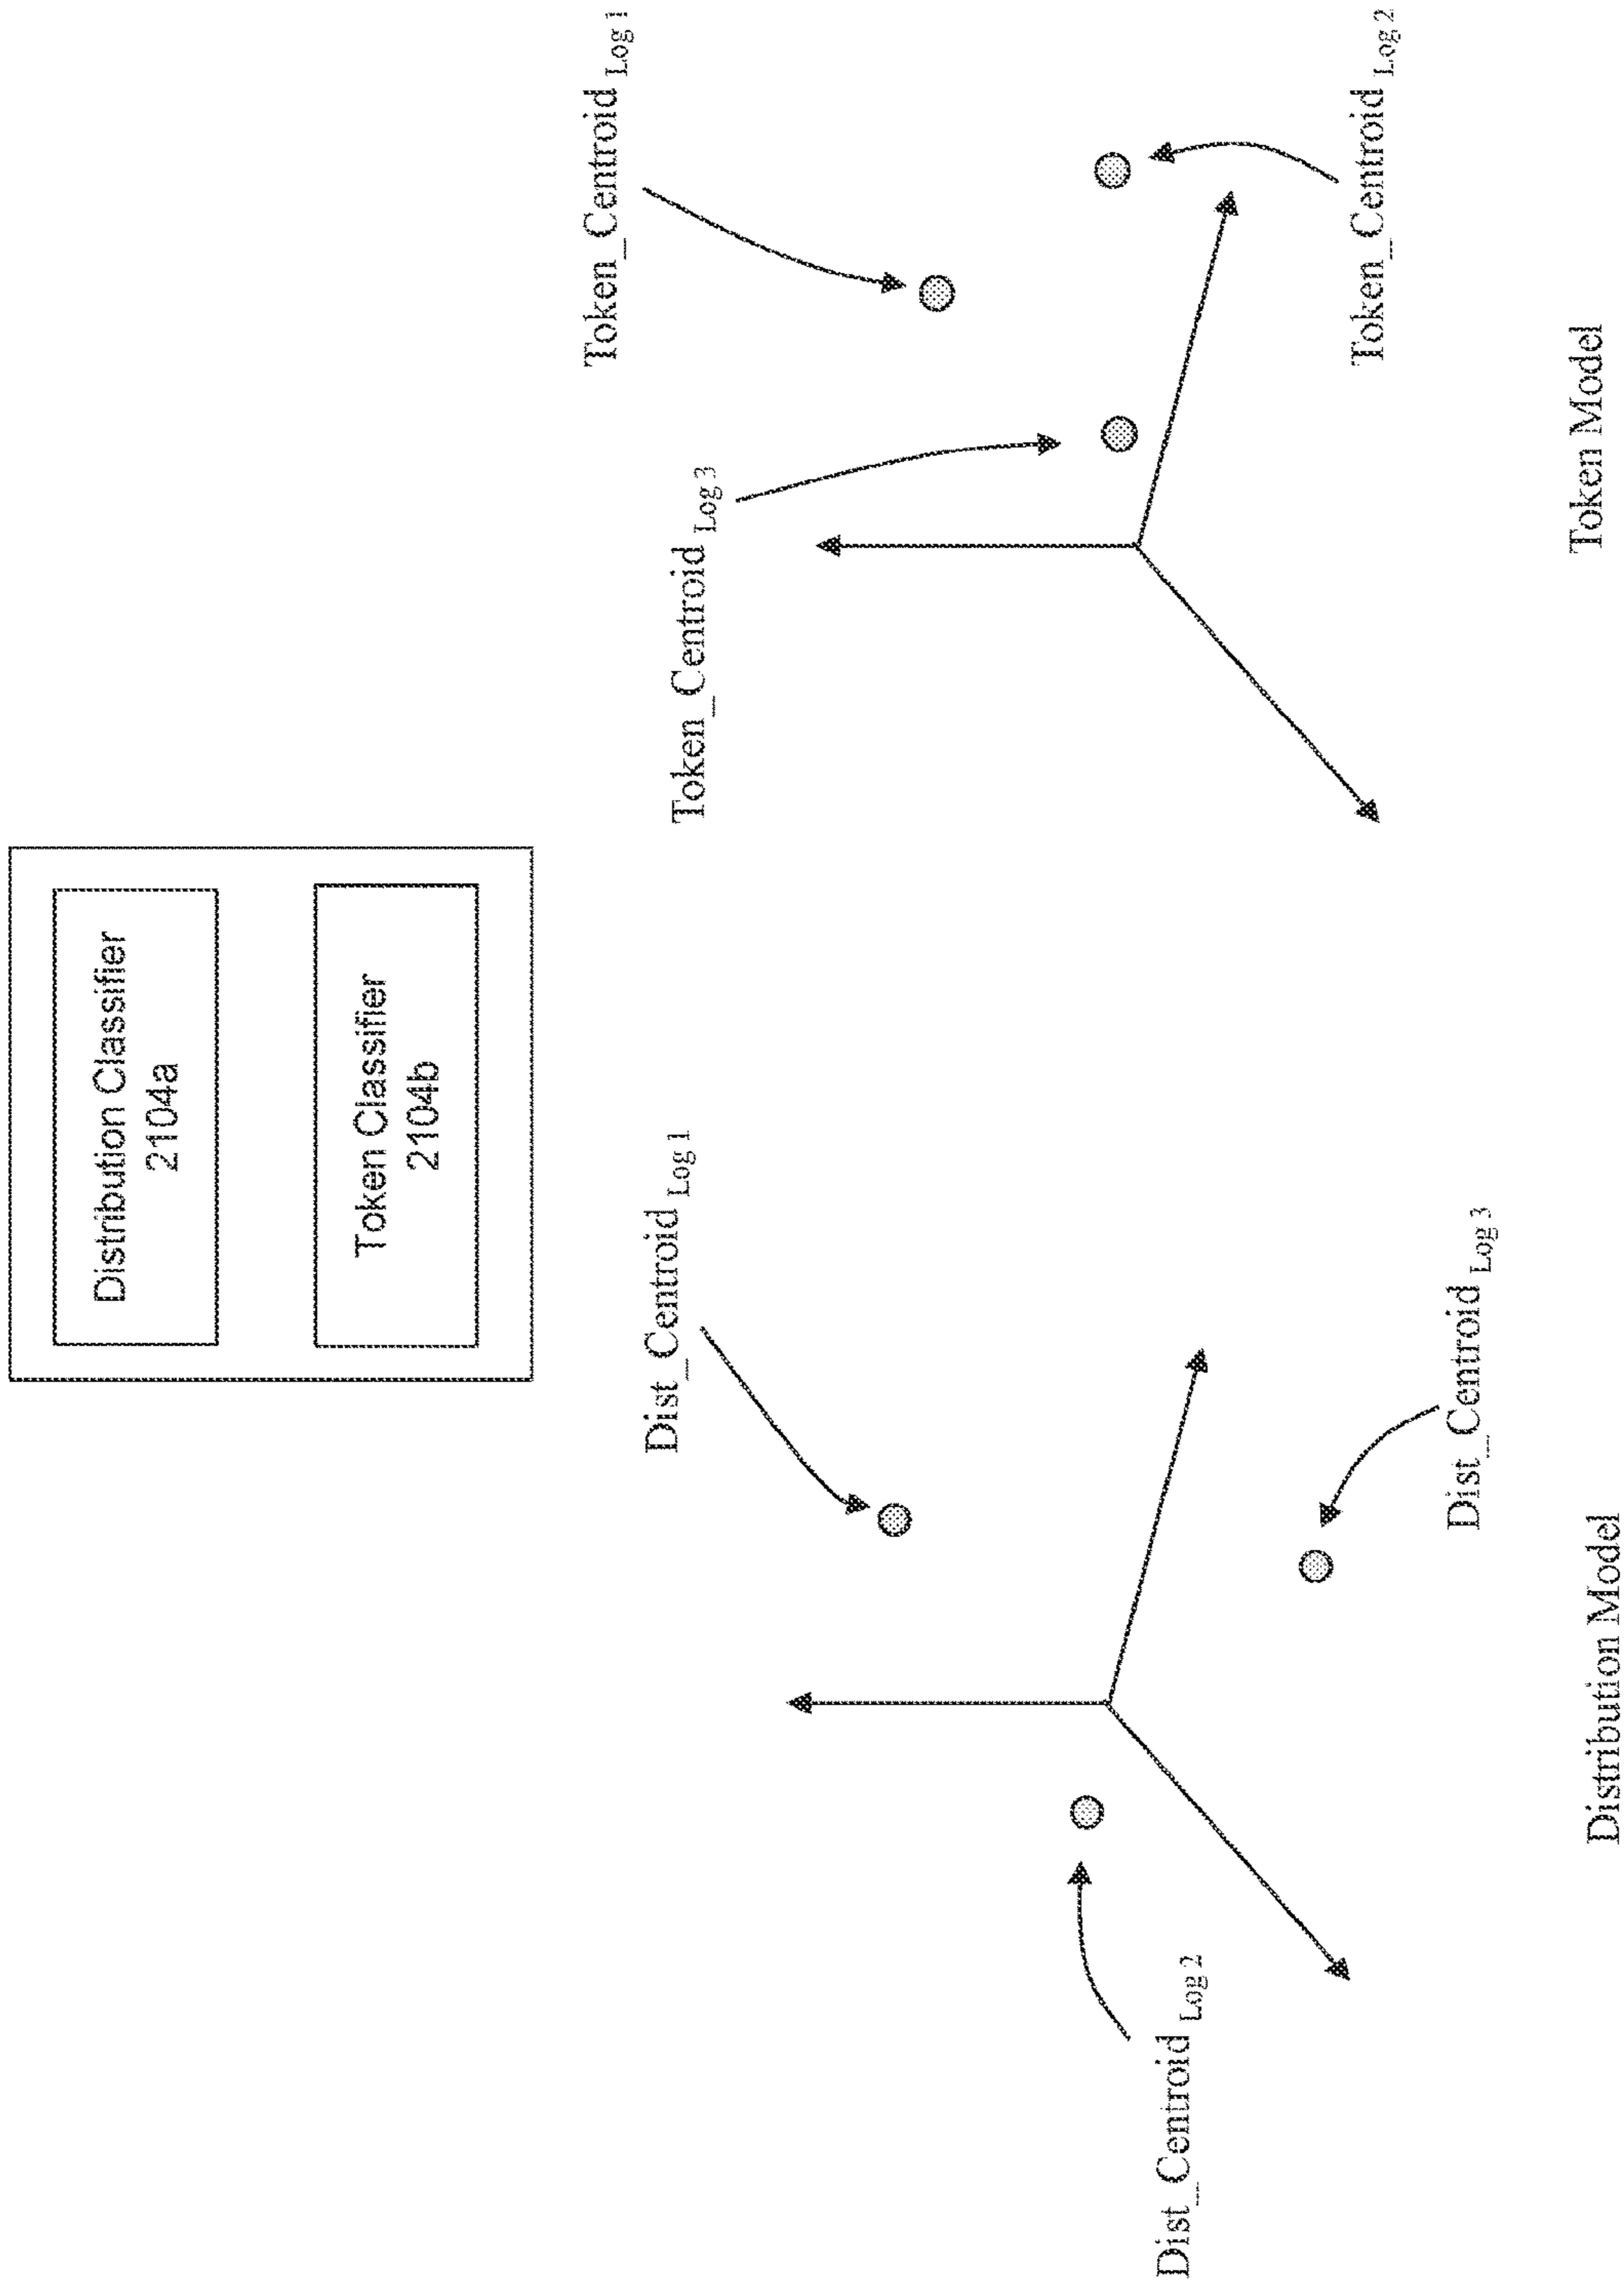 Distribution Classifier
2104a
Token Classifier
2104b
Dist_Centroid Log 1
Dist_Centroid Log 2
Dist_Centroid Log 3
Distribution Model
Token_Centroid Log 1
Token_Centroid Log 3
Token_Centroid Log 2
Token Model